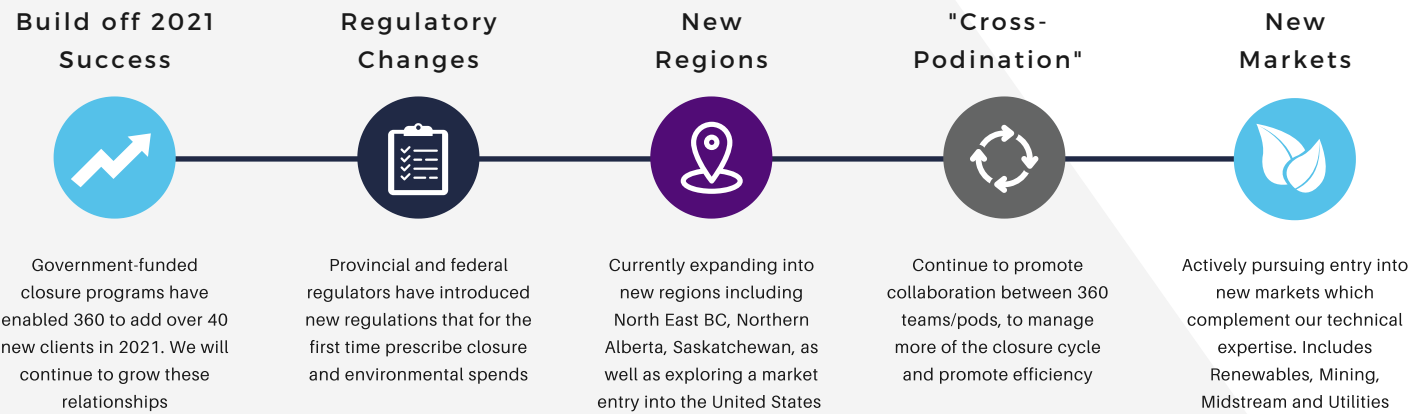 Build off 2021
Success
Regulatory
Changes
New
Regions
"Cross-
Podination"
New
Markets
Government-funded
closure programs have
enabled 360 to add over 40
new clients in 2021. We will
continue to grow these
relationships
Provincial and federal
regulators have introduced
new regulations that for the
first time prescribe closure
and environmental spends
Currently expanding into
new regions including
North East BC, Northern
Alberta, Saskatchewan, as
well as exploring a market
entry into the United States
Continue to promote
collaboration between 360
teams/pods, to manage
more of the closure cycle
and promote efficiency
Actively pursuing entry into
new markets which
complement our technical
expertise. Includes
Renewables, Mining,
Midstream and Utilities